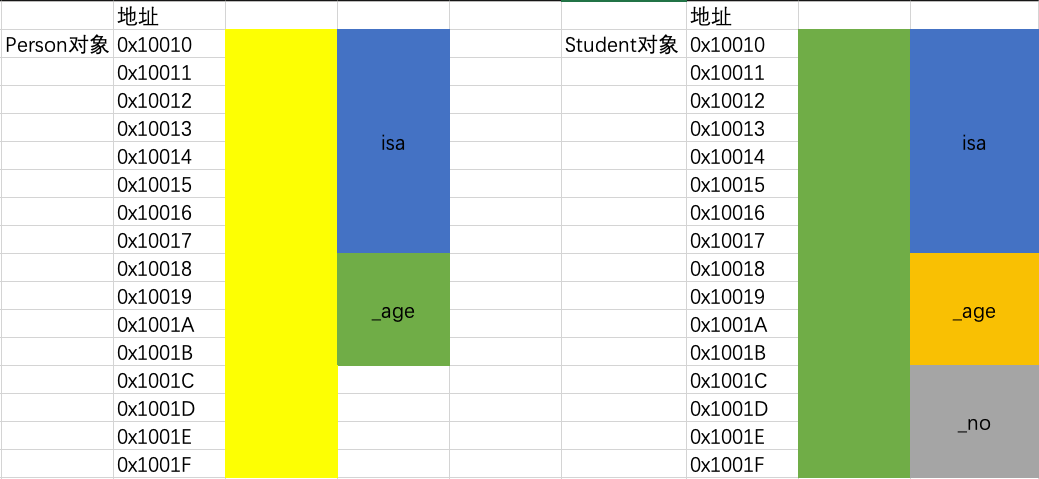 地址 地址
Person对象 0x10010 Student对象 0x10010
0x10011 0x10011
0x10012 0x10012
0x10013 0x10013
isa isa
0x10014 0x10014
0x10015 0x10015
0x10016 0x10016
0x10017 0x10017
0x10018 0x10018
0x10019 0x10019
_age _age
0x1001A 0x1001A
0x1001B 0x1001B
0x1001C 0x1001C
0x1001D 0x1001D
_no
0x1001E 0x1001E
0x1001F 0x1001F